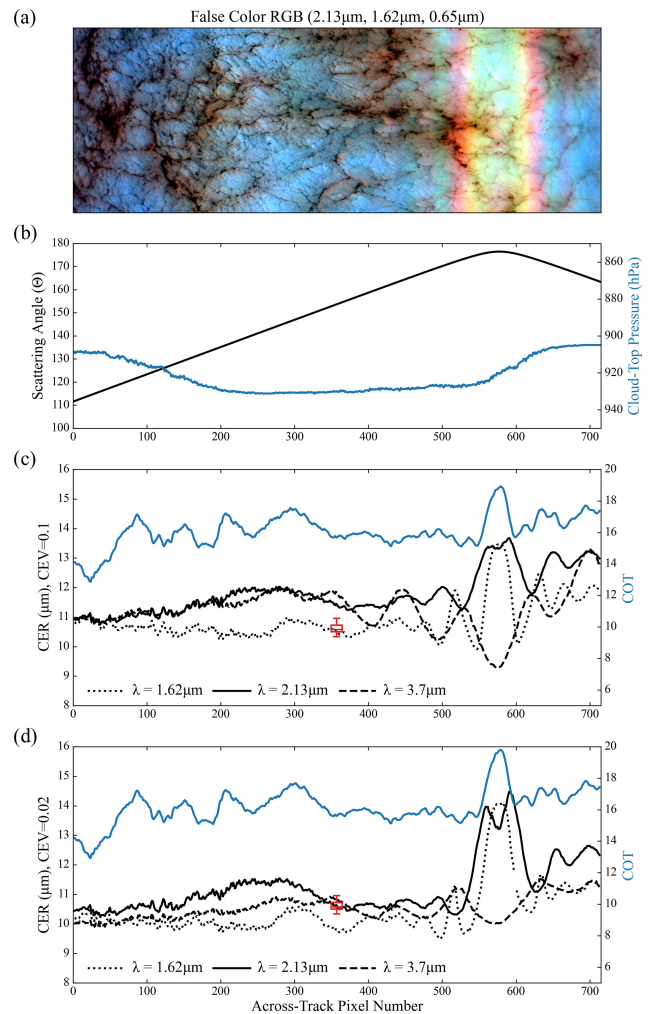 (a)
False Color RGB (2.13μm, 1.62μm, 0.65μm)
(b)
180
170
160
150
140
130
120
110
100
Scattering Angle (Θ)
860
880
900
920
940
Cloud-Top Pressure (hPa)
0 100 200 300 400 500 600 700
(c)
16
15
14
13
12
11
10
9
8
CER (μm), CEV=0.1
20
18
16
14
12
10
8
6
COT
λ = 1.62μm λ = 2.13μm λ = 3.7μm
0 100 200 300 400 500 600 700
(d)
16
15
14
13
12
11
10
9
8
CER (μm), CEV=0.02
20
18
16
14
12
10
8
6
COT
λ = 1.62μm λ = 2.13μm λ = 3.7μm
0 100 200 300 400 500 600 700
Across-Track Pixel Number